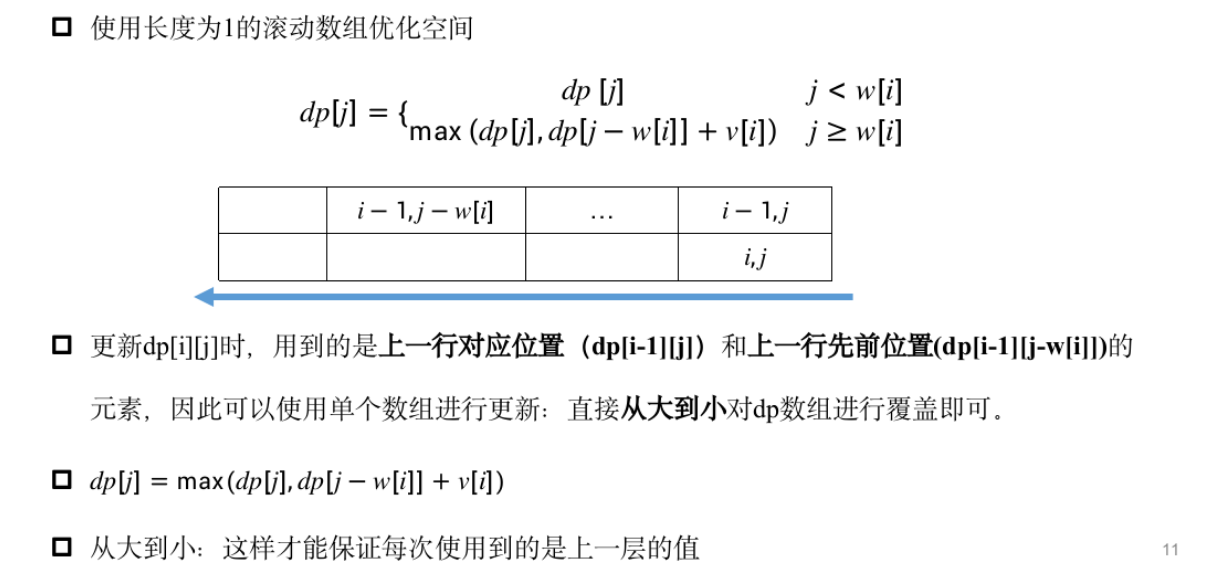 使用长度为1的滚动数组优化空间
dp [j] j < w[i]
dp[j] = {
max (dp[j], dp[j − w[i]] + v[i]) j ≥ w[i]
i − 1, j − w[i] … i − 1, j
i, j
更新dp[i][j]时，用到的是上一行对应位置（dp[i-1][j]）和上一行先前位置(dp[i-1][j-w[i]])的
元素，因此可以使用单个数组进行更新：直接从大到小对dp数组进行覆盖即可。
dp[j] = max(dp[j], dp[j − w[i]] + v[i])
从大到小：这样才能保证每次使用到的是上一层的值
11